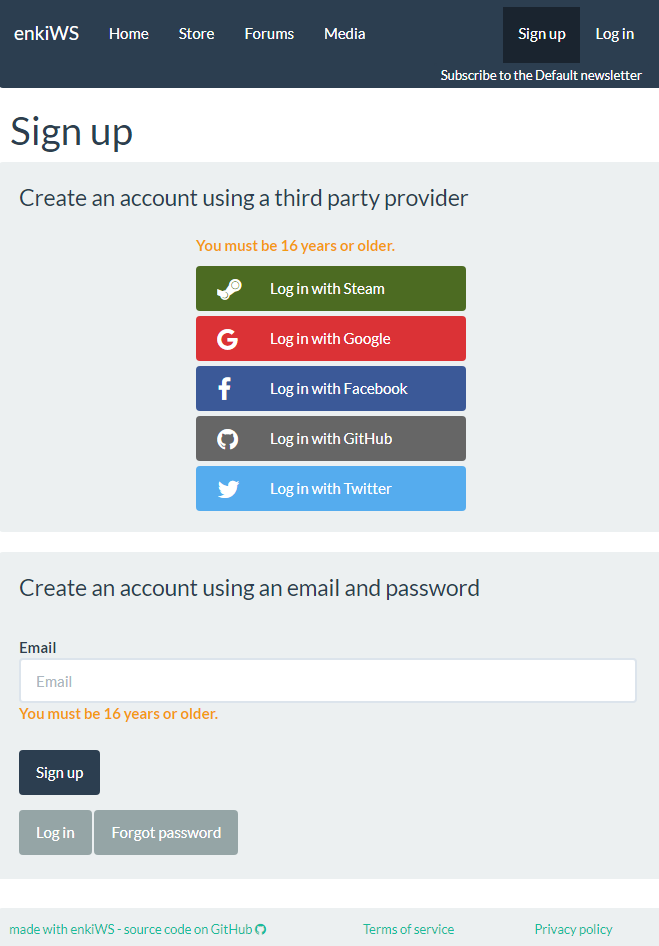 enkiWS Home Store Forums Media Sign up Log in
Subscribe to the Default newsletter
Sign up
Create an account using a third party provider
You must be 16 years or older.
Log in with Steam
Log in with Google
Log in with Facebook
Log in with GitHub
Log in with Twitter
Create an account using an email and password
Email
Email
You must be 16 years or older.
Sign up
Log in Forgot password
made with enkiWS - source code on GitHub Terms of service Privacy policy